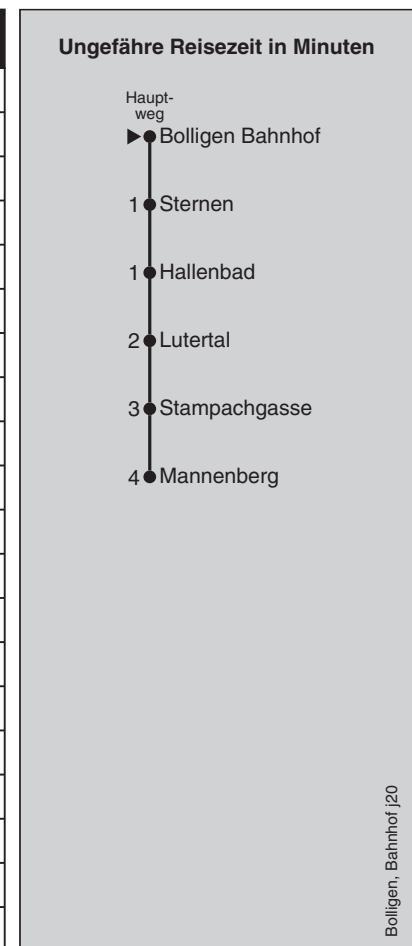 Ungefähre Reisezeit in Minuten
Haupt-
weg
Bolligen Bahnhof
1 Sternen
1 Hallenbad
2 Lutertal
3 Stampachgasse
4 Mannenberg
Bolligen, Bahnhof j20